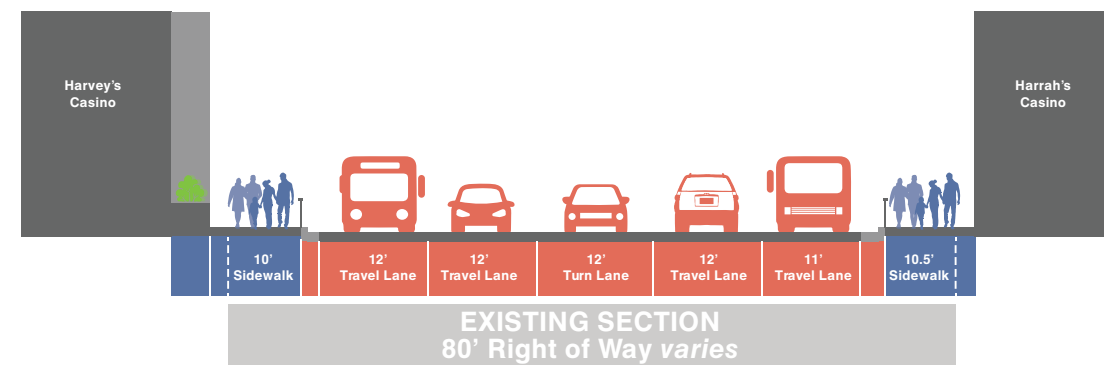 Harvey's
Casino
Harrah's
Casino
10’
Sidewalk
12’
Travel Lane
12’
Travel Lane
12’
Turn Lane
12’
Travel Lane
11’
Travel Lane
10.5’
Sidewalk
EXISTING SECTION
80’ Right of Way varies